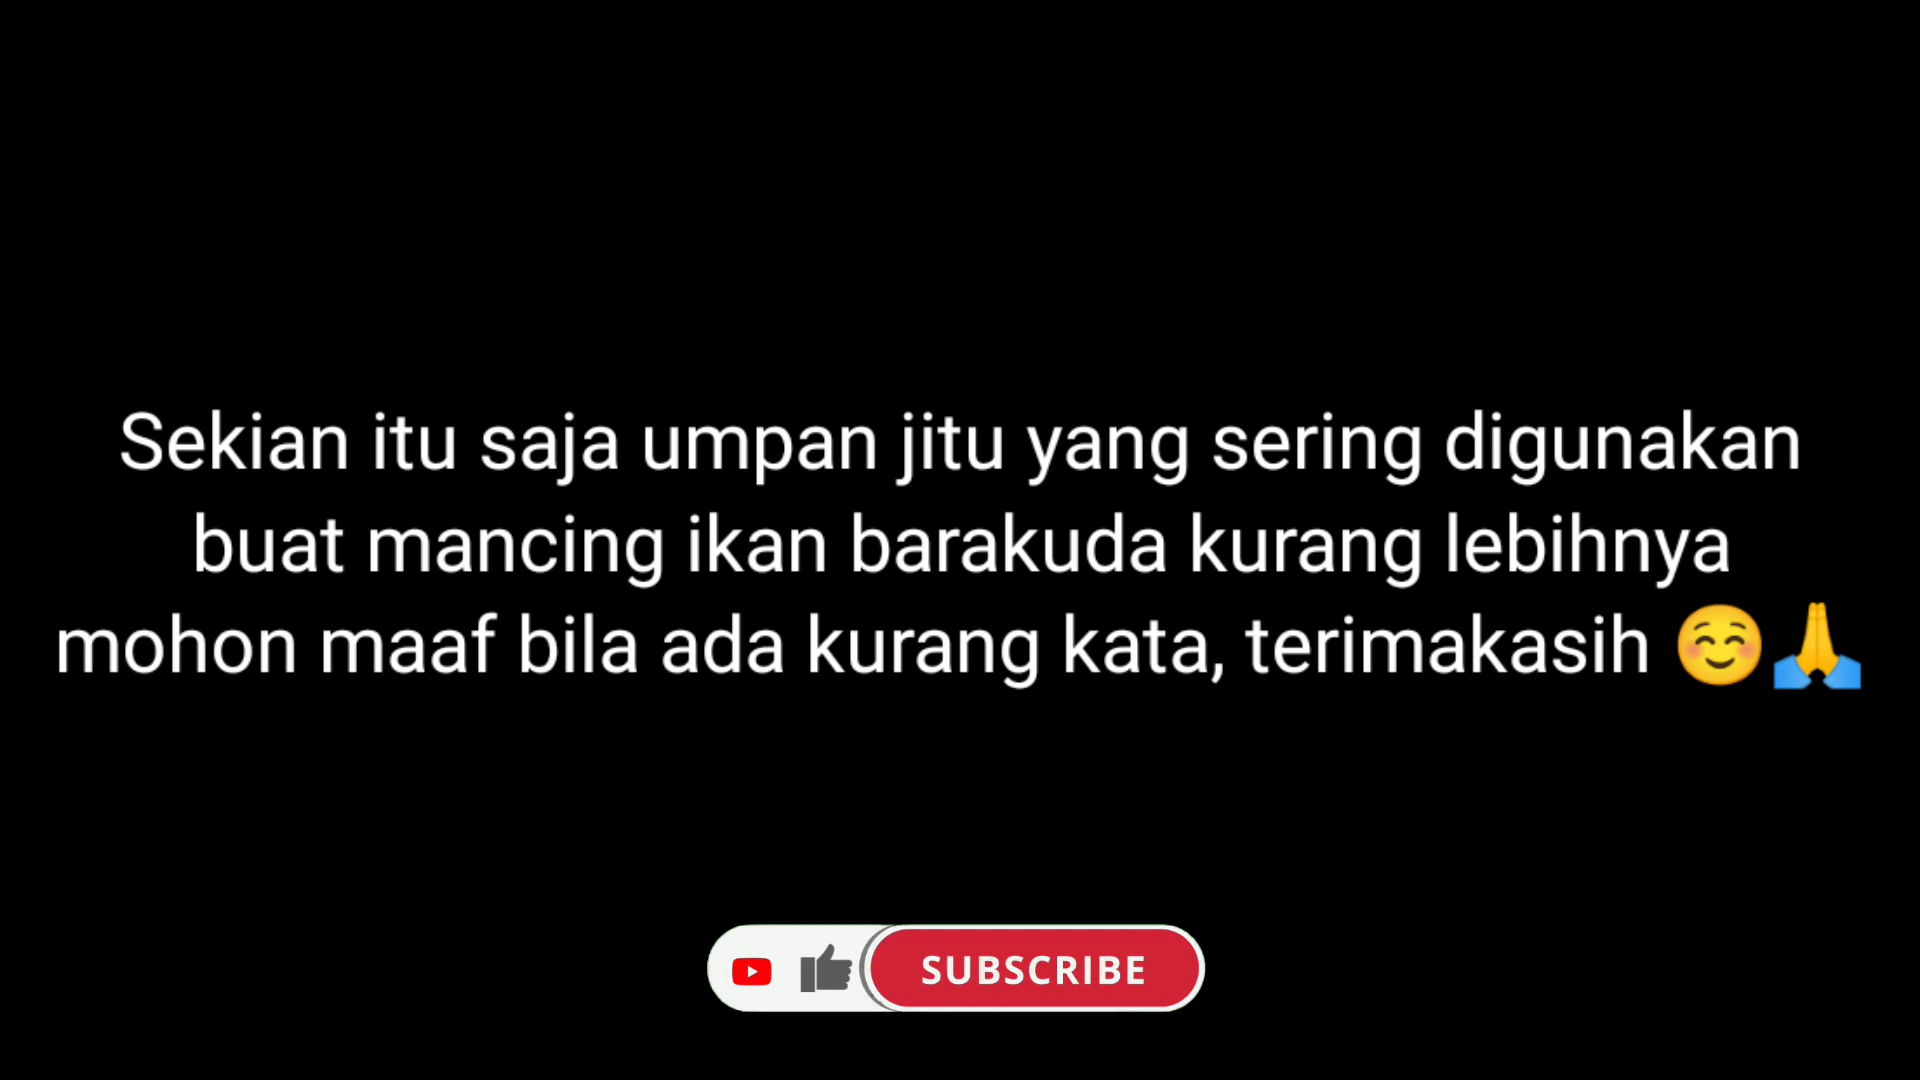 Sekian itu saja umpan jitu yang sering digunakan
buat mancing ikan barakuda kurang lebihnya
mohon maaf bila ada kurang kata, terimakasih ☺️🙏
SUBSCRIBE